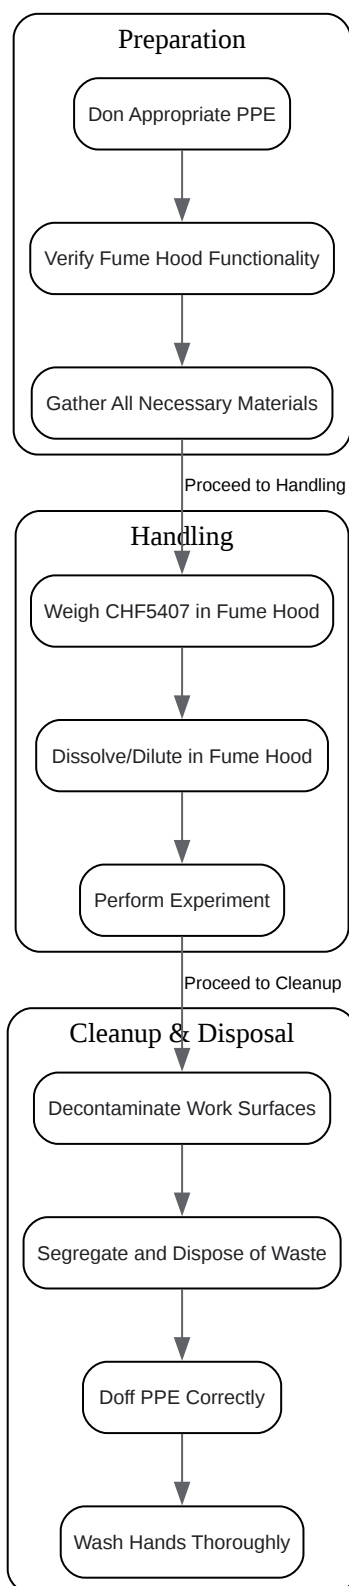 Preparation
Don Appropriate PPE
Verify Fume Hood Functionality
Gather All Necessary Materials
Proceed to Handling
Handling
Weigh CHF5407 in Fume Hood
Dissolve/Dilute in Fume Hood
Perform Experiment
Proceed to Cleanup
Cleanup & Disposal
Decontaminate Work Surfaces
Segregate and Dispose of Waste
Doff PPE Correctly
Wash Hands Thoroughly